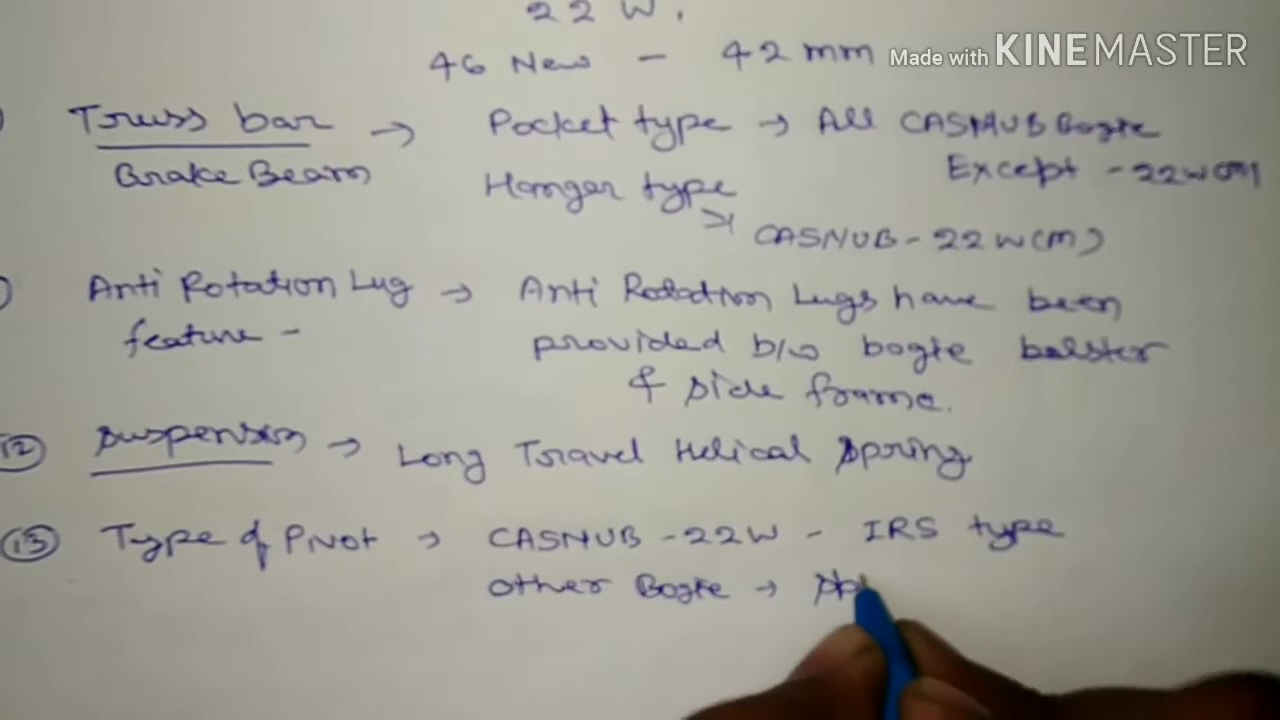 22 W.
46 New - 42 mm
Made with KINEMASTER
Truss bar → Pocket type → All CASNUB Bogie
Brake Beam Except - 22W(M)
Hanger type
→ CASNUB - 22W(M)
Anti Rotation Lug → Anti Rotation Lugs have been
feature - provided b/w bogie bolster
& side frame.
12 Suspension → Long Travel Helical Spring
13 Type of Pivot → CASNUB - 22W - IRS type
Other Bogie →